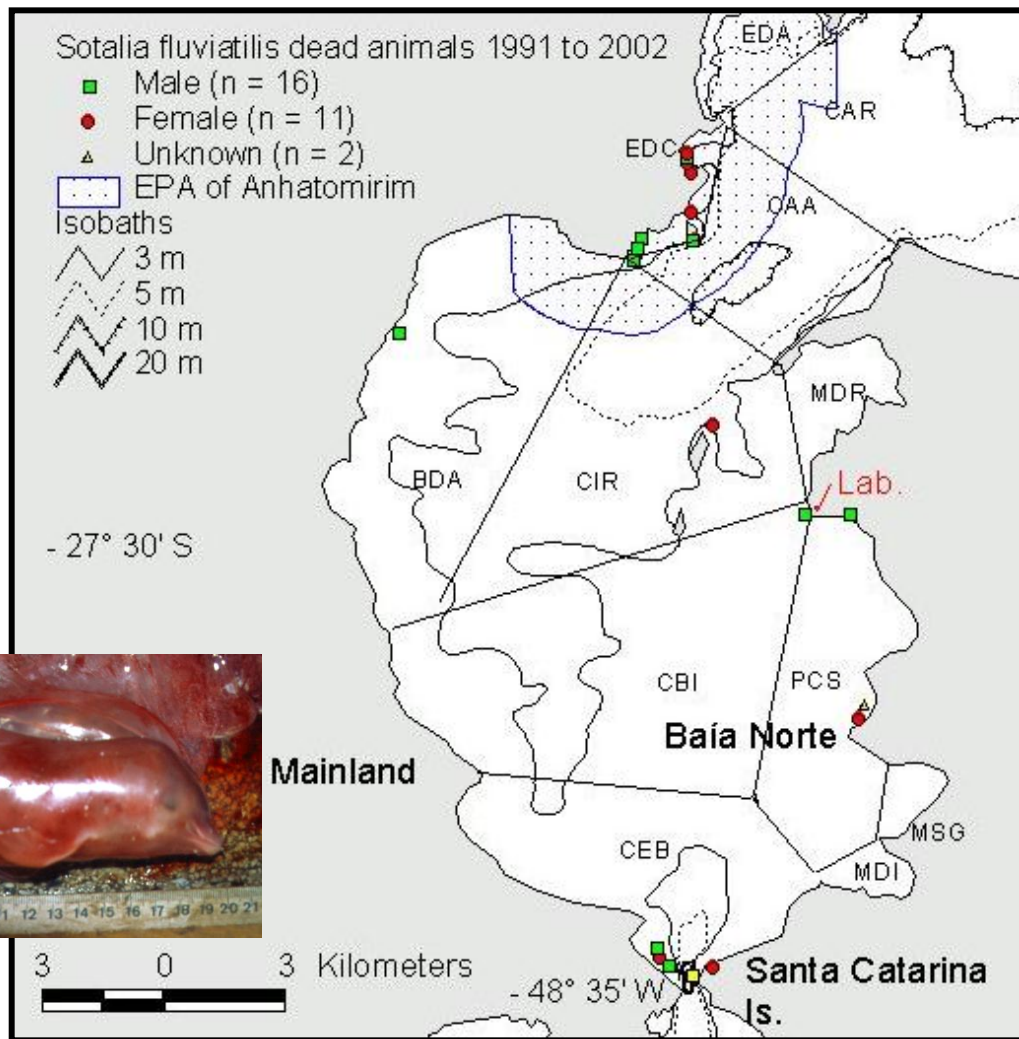 Sotalia fluviatilis dead animals 1991 to 2002
Male (n = 16)
Female (n = 11)
Unknown (n = 2)
EPA of Anhatomirim
Isobaths
3 m
5 m
10 m
20 m
EDA
CAR
EDC
CAA
MDR
BDA
CIR
Lab.
- 27° 30' S
CBI
PCS
Baía Norte
Mainland
MSG
CEB
MDI
1 12 13 14 15 16 17 18 19 20 21
3 0 3 Kilometers
- 48° 35' W
Santa Catarina
Is.